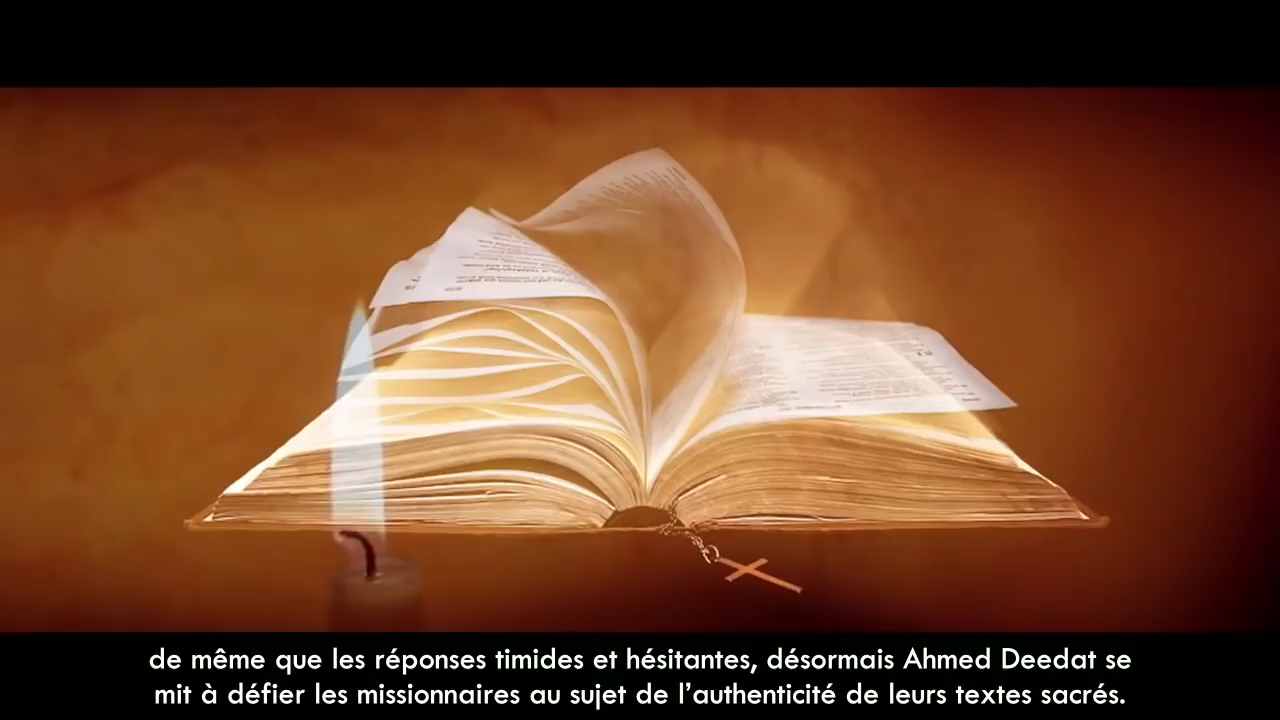 de même que les réponses timides et hésitantes, désormais Ahmed Deedat se
mit à défier les missionnaires au sujet de l’authenticité de leurs textes sacrés.